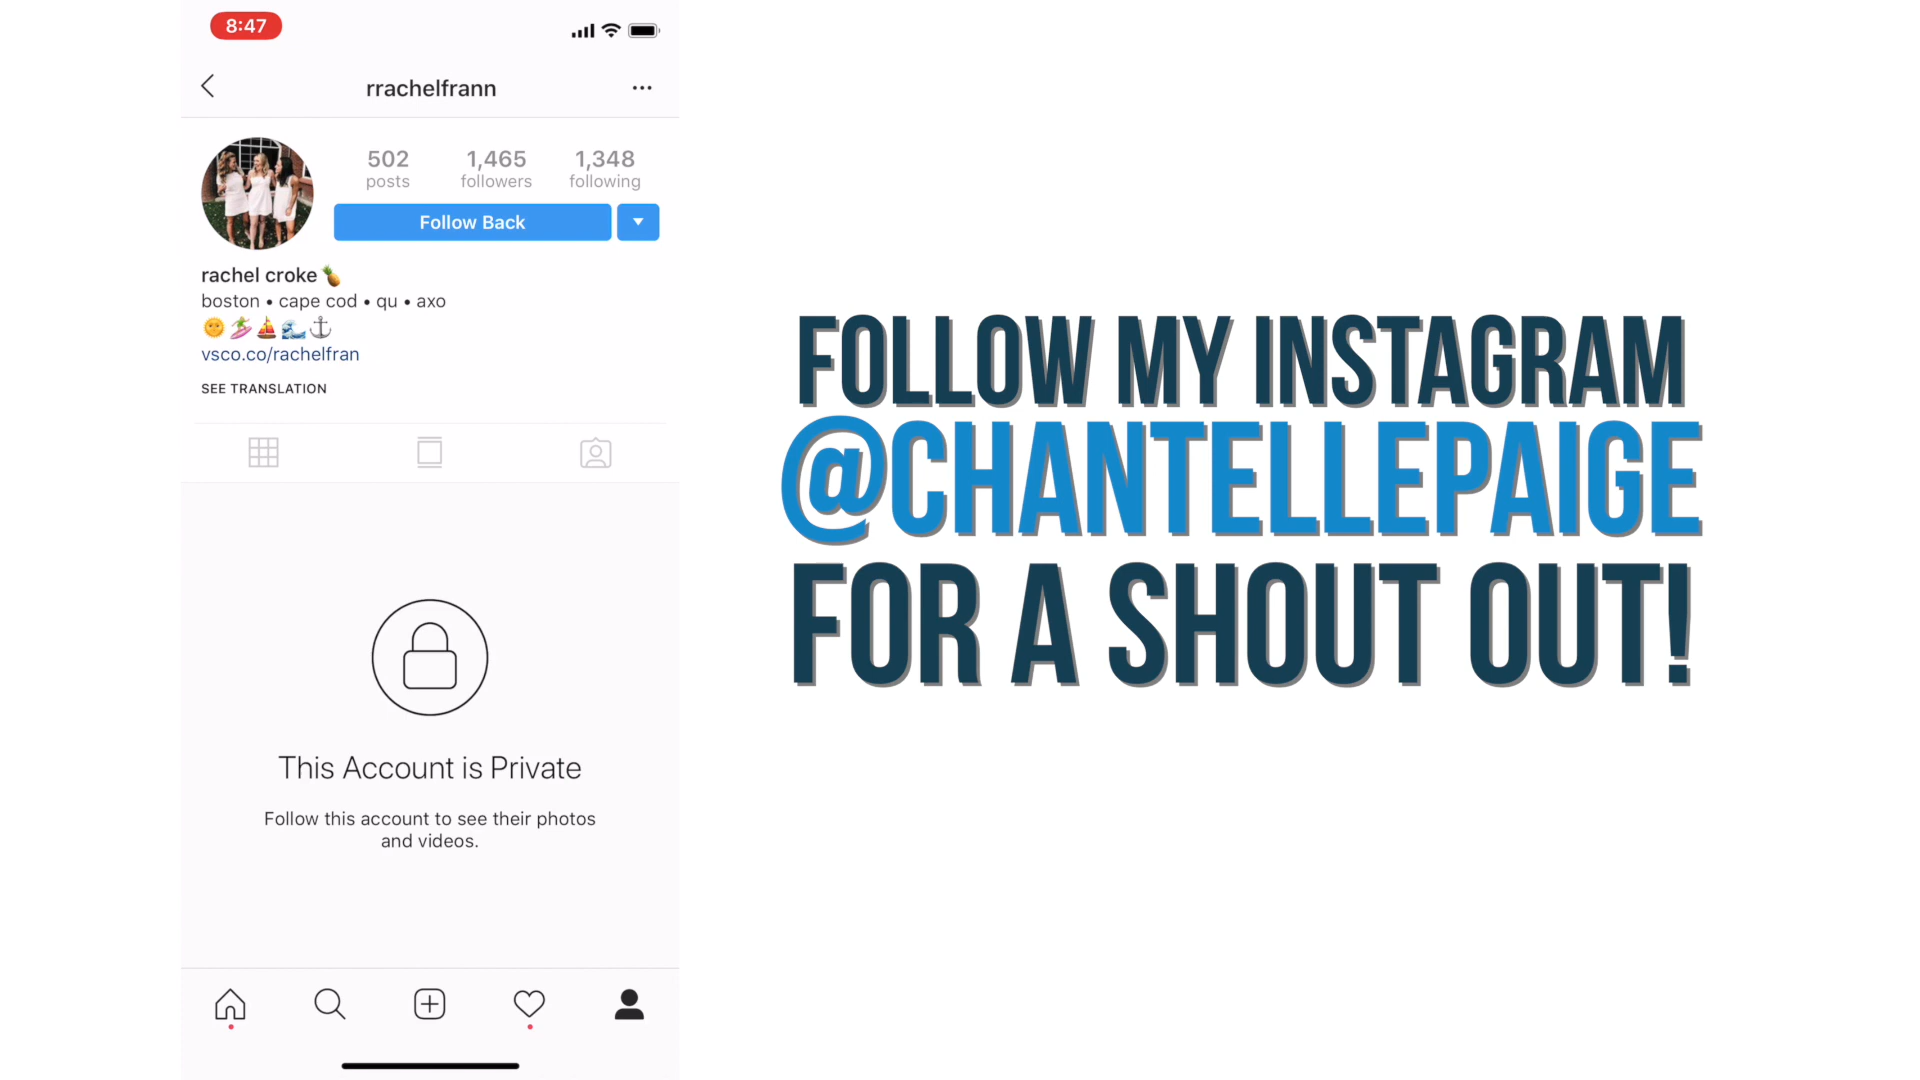 8:47
rrachelfrann
502 1,465 1,348
posts followers following
Follow Back
rachel croke🍍
boston • cape cod • qu • axo
🌞🏄‍♀️⛵🌊⚓
vsco.co/rachelfran
SEE TRANSLATION
This Account is Private
Follow this account to see their photos
and videos.
FOLLOW MY INSTAGRAM
@CHANTELLEPAIGE
FOR A SHOUT OUT!